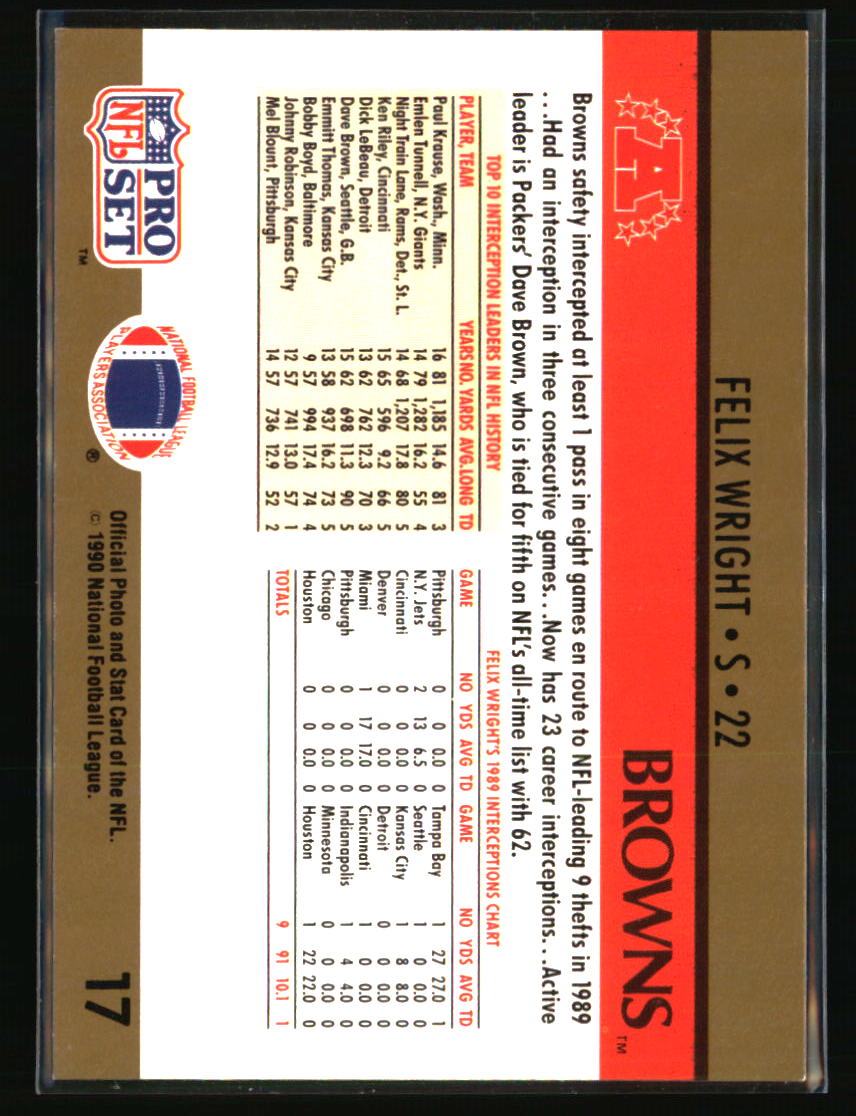 FELIX WRIGHT • S • 22
A
BROWNS™
Browns safety intercepted at least 1 pass in eight games en route to NFL-leading 9 thefts in 1989
...Had an interception in three consecutive games...Now has 23 career interceptions...Active
leader is Packers' Dave Brown, who is tied for fifth on NFL's all-time list with 62.
TOP 10 INTERCEPTION LEADERS IN NFL HISTORY
PLAYER, TEAM YEARS NO. YARDS AVG. LONG TD
Paul Krause, Wash., Minn. 16 81 1,185 14.6 81 3
Emlen Tunnell, N.Y. Giants 14 79 1,282 16.2 55 4
Night Train Lane, Rams, Det., St. L. 14 68 1,207 17.8 80 5
Ken Riley, Cincinnati 15 65 596 9.2 66 5
Dick LeBeau, Detroit 13 62 762 12.3 70 3
Dave Brown, Seattle, G.B. 15 62 698 11.3 90 5
Emmitt Thomas, Kansas City 13 58 937 16.2 73 5
Bobby Boyd, Baltimore 9 57 994 17.4 74 4
Johnny Robinson, Kansas City 12 57 741 13.0 57 1
Mel Blount, Pittsburgh 14 57 736 12.9 52 2
FELIX WRIGHT'S 1989 INTERCEPTIONS CHART
GAME NO YDS AVG TD GAME NO YDS AVG TD
Pittsburgh 0 0 0.0 0 Tampa Bay 1 27 27.0 1
N.Y. Jets 2 13 6.5 0 Seattle 1 0 0.0 0
Cincinnati 0 0 0.0 0 Kansas City 1 8 8.0 0
Denver 0 0 0.0 0 Detroit 0 0 0.0 0
Miami 1 17 17.0 0 Cincinnati 1 0 0.0 0
Pittsburgh 0 0 0.0 0 Indianapolis 1 4 4.0 0
Chicago 0 0 0.0 0 Minnesota 0 0 0.0 0
Houston 0 0 0.0 0 Houston 1 22 22.0 0
TOTALS 9 91 10.1 1
NFL
PRO
SET™
NATIONAL FOOTBALL LEAGUE
PLAYERS ASSOCIATION ®
Official Photo and Stat Card of the NFL.
© 1990 National Football League.
17